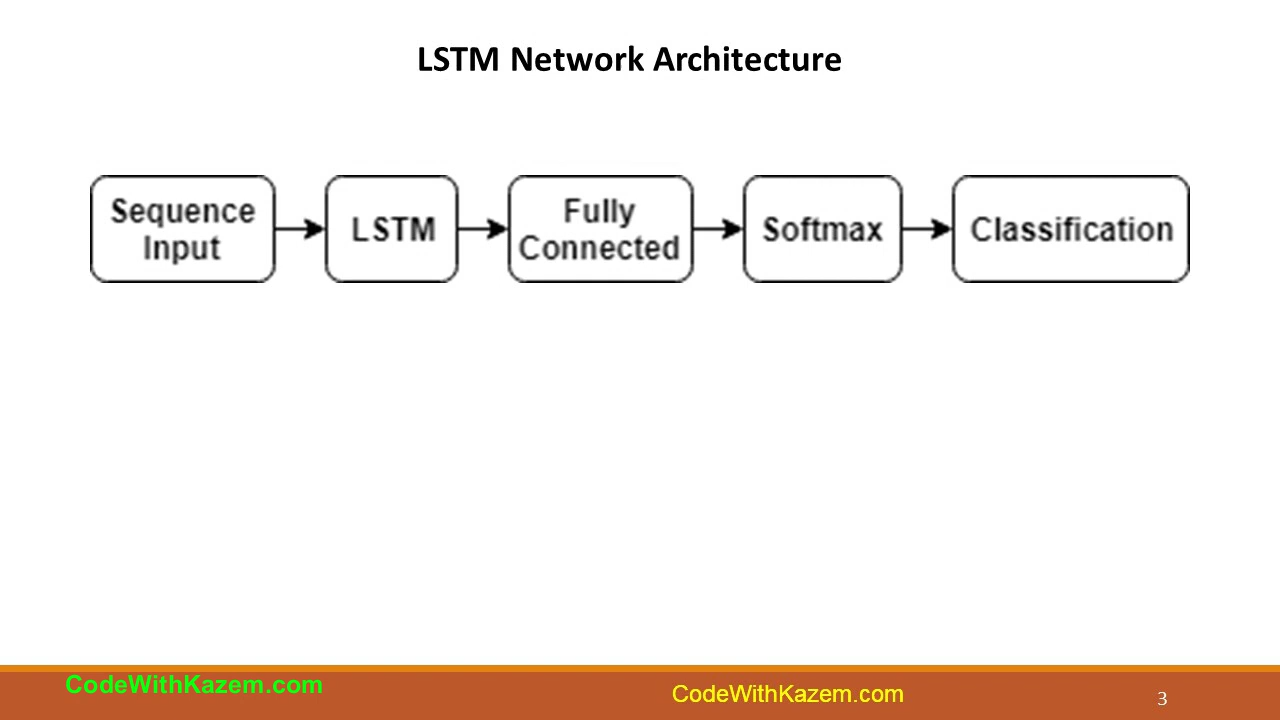 LSTM Network Architecture
Sequence
Input
LSTM
Fully
Connected
Softmax
Classification
CodeWithKazem.com
CodeWithKazem.com
3